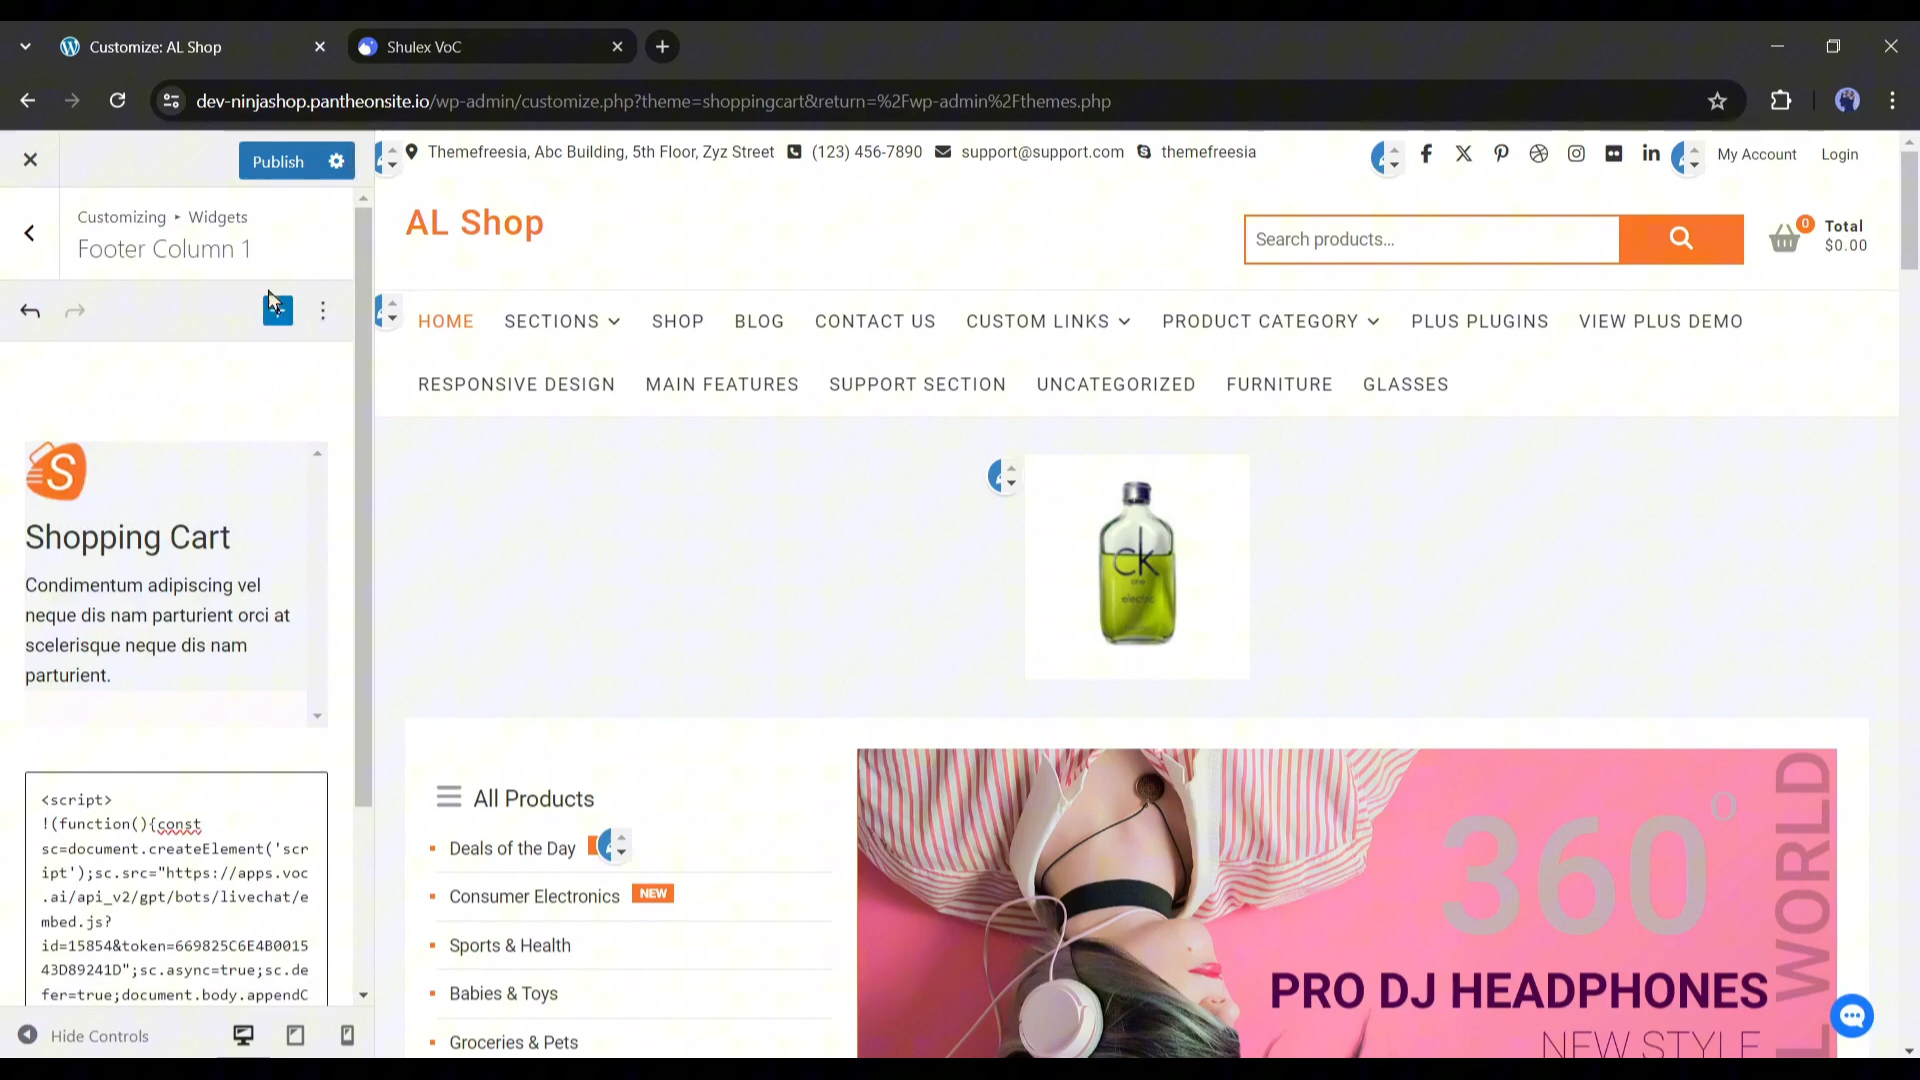 Customize: AL Shop
Shulex VoC
dev-ninjashop.pantheonsite.io/wp-admin/customize.php?theme=shoppingcart&return=%2Fwp-admin%2Fthemes.php
Publish
Customizing ▸ Widgets
Footer Column 1
S
Shopping Cart
Condimentum adipiscing vel
neque dis nam parturient orci at
scelerisque neque dis nam
parturient.
<script>
!(function(){const
sc=document.createElement('scr
ipt');sc.src="https://apps.voc
.ai/api_v2/gpt/bots/livechat/e
mbed.js?
id=15854&token=669825C6E4B0015
43D89241D";sc.async=true;sc.de
fer=true;document.body.appendC
Hide Controls
Themefreesia, Abc Building, 5th Floor, Zyz Street (123) 456-7890 support@support.com themefreesia
My Account Login
AL Shop
Search products...
0
Total
$0.00
HOME SECTIONS SHOP BLOG CONTACT US CUSTOM LINKS PRODUCT CATEGORY PLUS PLUGINS VIEW PLUS DEMO
RESPONSIVE DESIGN MAIN FEATURES SUPPORT SECTION UNCATEGORIZED FURNITURE GLASSES
ck
one
electric
All Products
Deals of the Day
Consumer Electronics NEW
Sports & Health
Babies & Toys
Groceries & Pets
360°
PRO DJ HEADPHONES
NEW STYLE
WORLD